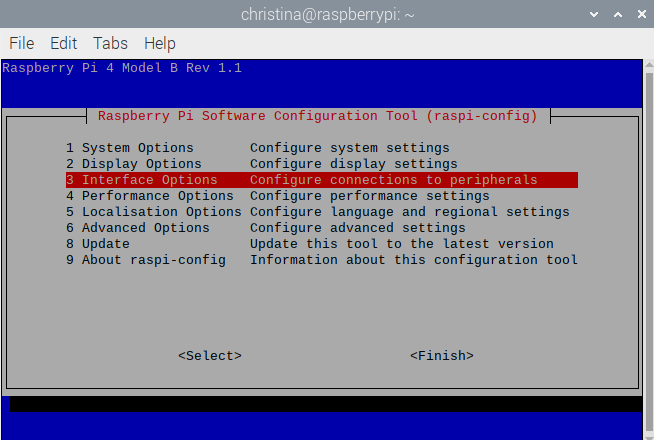 christina@raspberrypi: ~
File Edit Tabs Help
Raspberry Pi 4 Model B Rev 1.1
Raspberry Pi Software Configuration Tool (raspi-config)
1 System Options Configure system settings
2 Display Options Configure display settings
3 Interface Options Configure connections to peripherals
4 Performance Options Configure performance settings
5 Localisation Options Configure language and regional settings
6 Advanced Options Configure advanced settings
8 Update Update this tool to the latest version
9 About raspi-config Information about this configuration tool
<Select> <Finish>